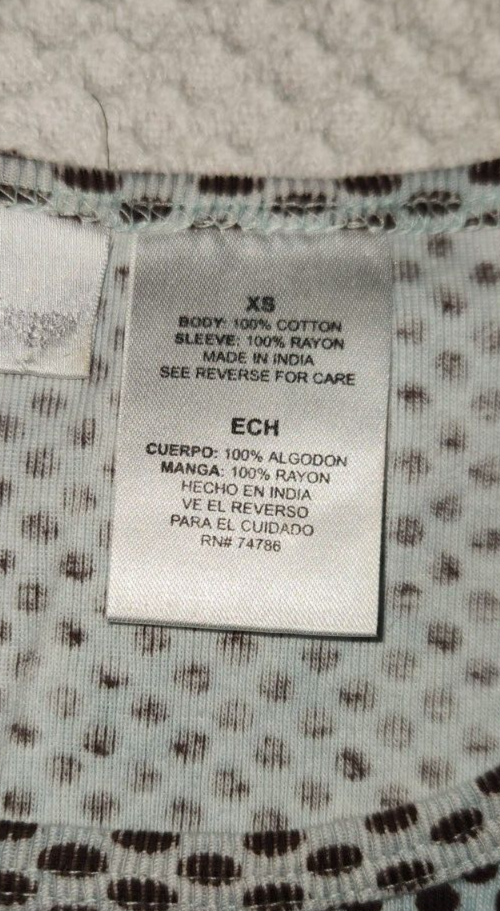 XS
BODY: 100% COTTON
SLEEVE: 100% RAYON
MADE IN INDIA
SEE REVERSE FOR CARE
ECH
CUERPO: 100% ALGODON
MANGA: 100% RAYON
HECHO EN INDIA
VE EL REVERSO
PARA EL CUIDADO
RN# 74786